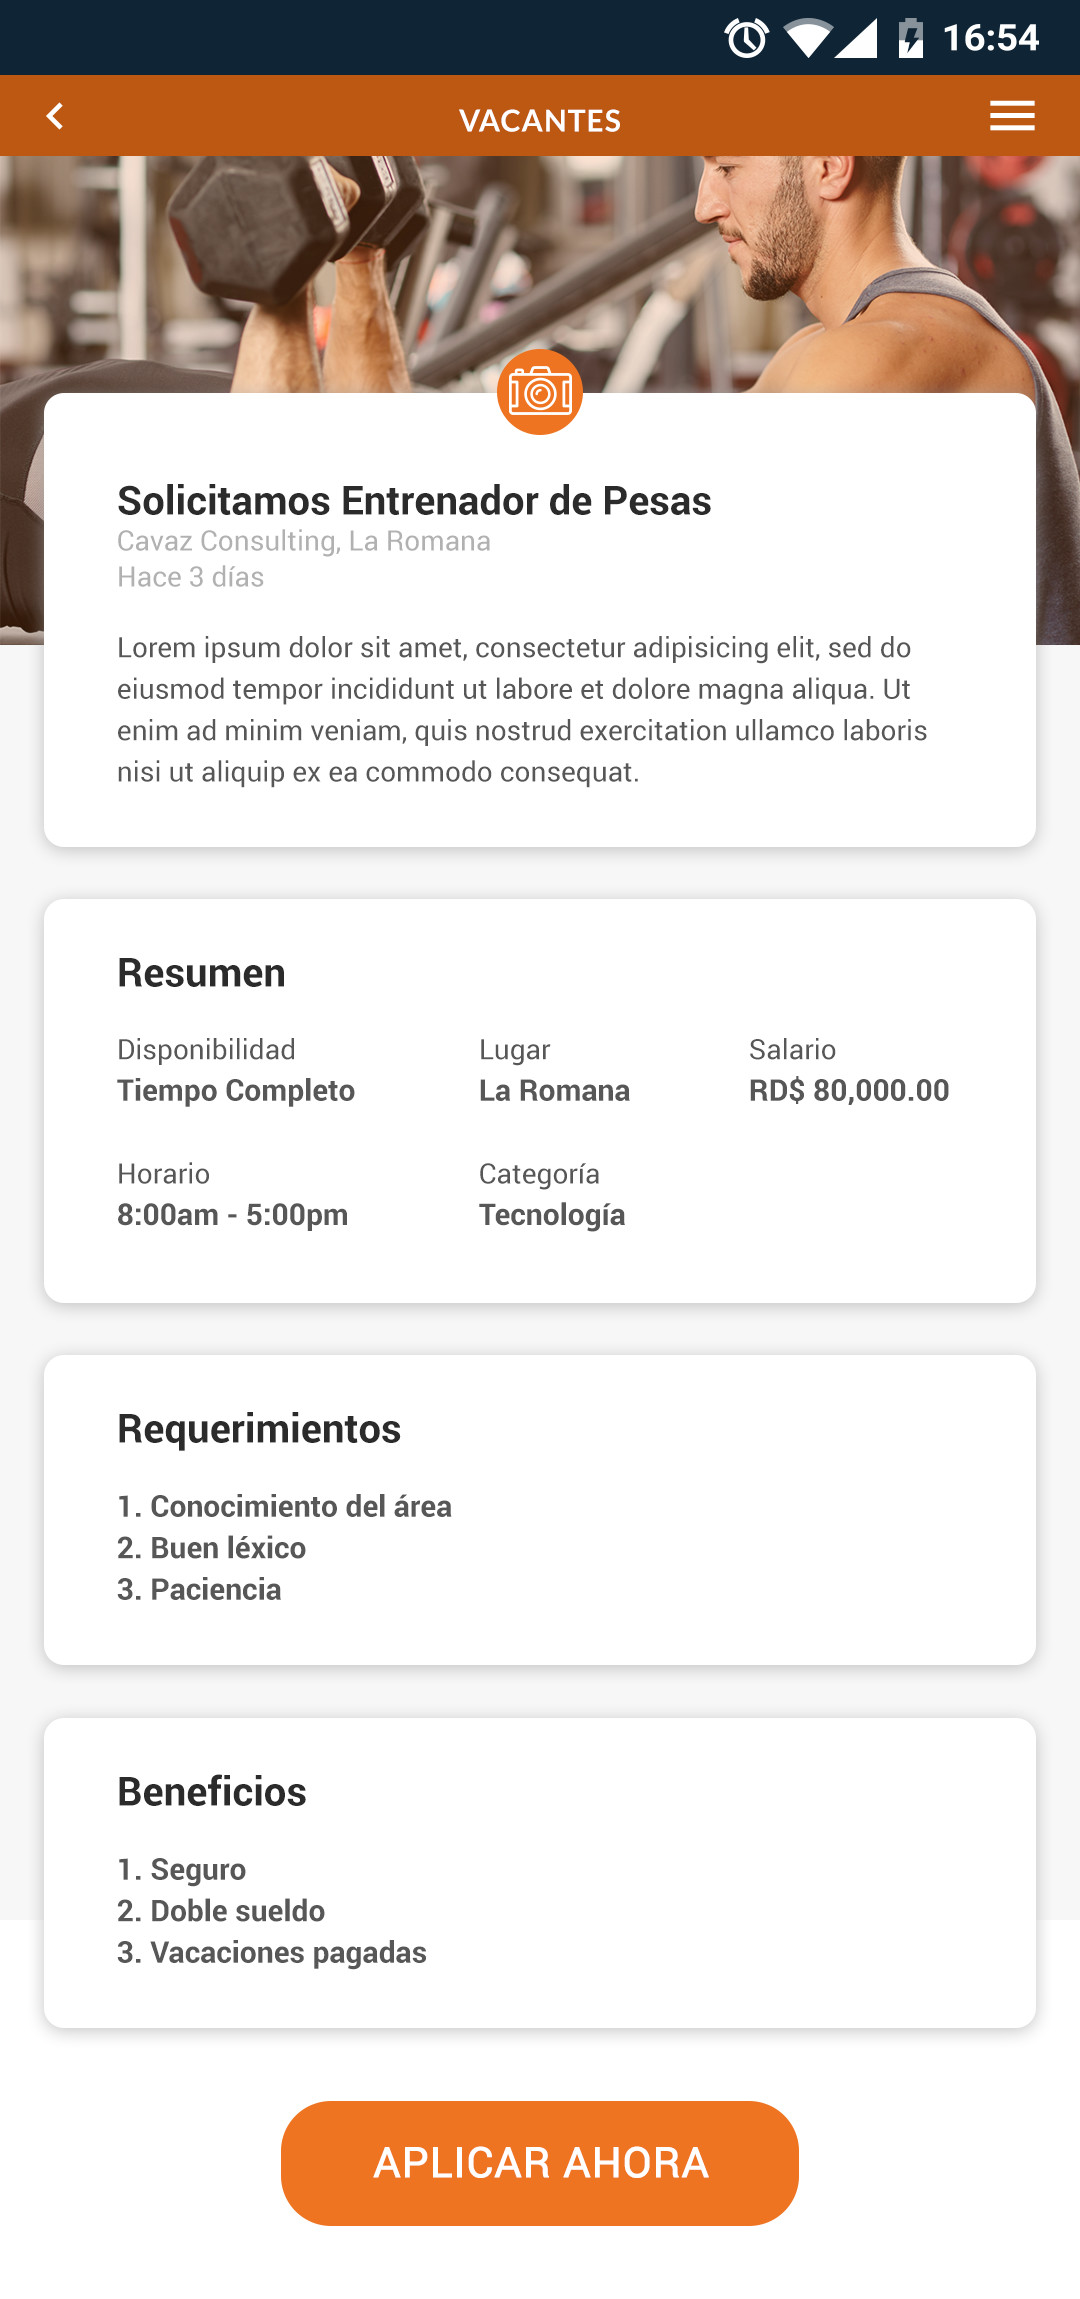 16:54
VACANTES
Solicitamos Entrenador de Pesas
Cavaz Consulting, La Romana
Hace 3 días
Lorem ipsum dolor sit amet, consectetur adipisicing elit, sed do
eiusmod tempor incididunt ut labore et dolore magna aliqua. Ut
enim ad minim veniam, quis nostrud exercitation ullamco laboris
nisi ut aliquip ex ea commodo consequat.
Resumen
Disponibilidad Lugar Salario
Tiempo Completo La Romana RD$ 80,000.00
Horario Categoría
8:00am - 5:00pm Tecnología
Requerimientos
1. Conocimiento del área
2. Buen léxico
3. Paciencia
Beneficios
1. Seguro
2. Doble sueldo
3. Vacaciones pagadas
APLICAR AHORA